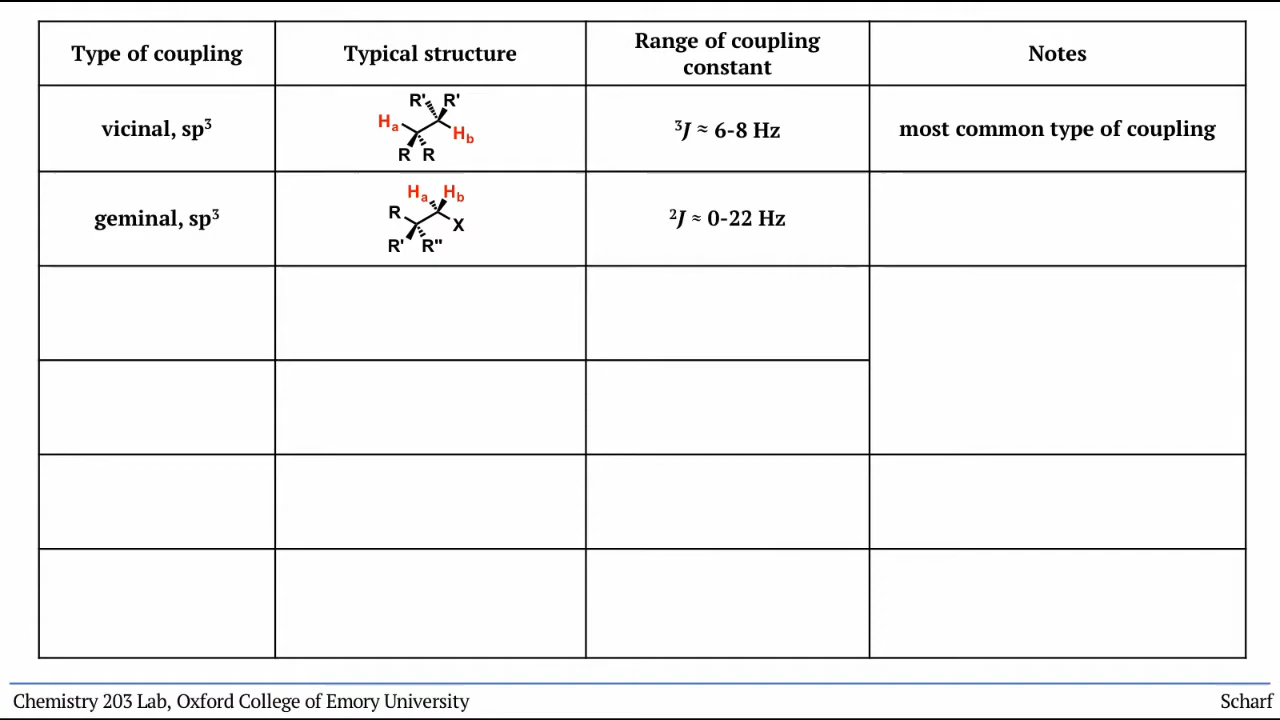 Type of coupling
Typical structure
Range of coupling
constant
Notes
vicinal, sp³
R' R'
Hₐ
H_b
R R
³J ≈ 6-8 Hz
most common type of coupling
geminal, sp³
Hₐ H_b
R
X
R' R"
²J ≈ 0-22 Hz
Chemistry 203 Lab, Oxford College of Emory University
Scharf